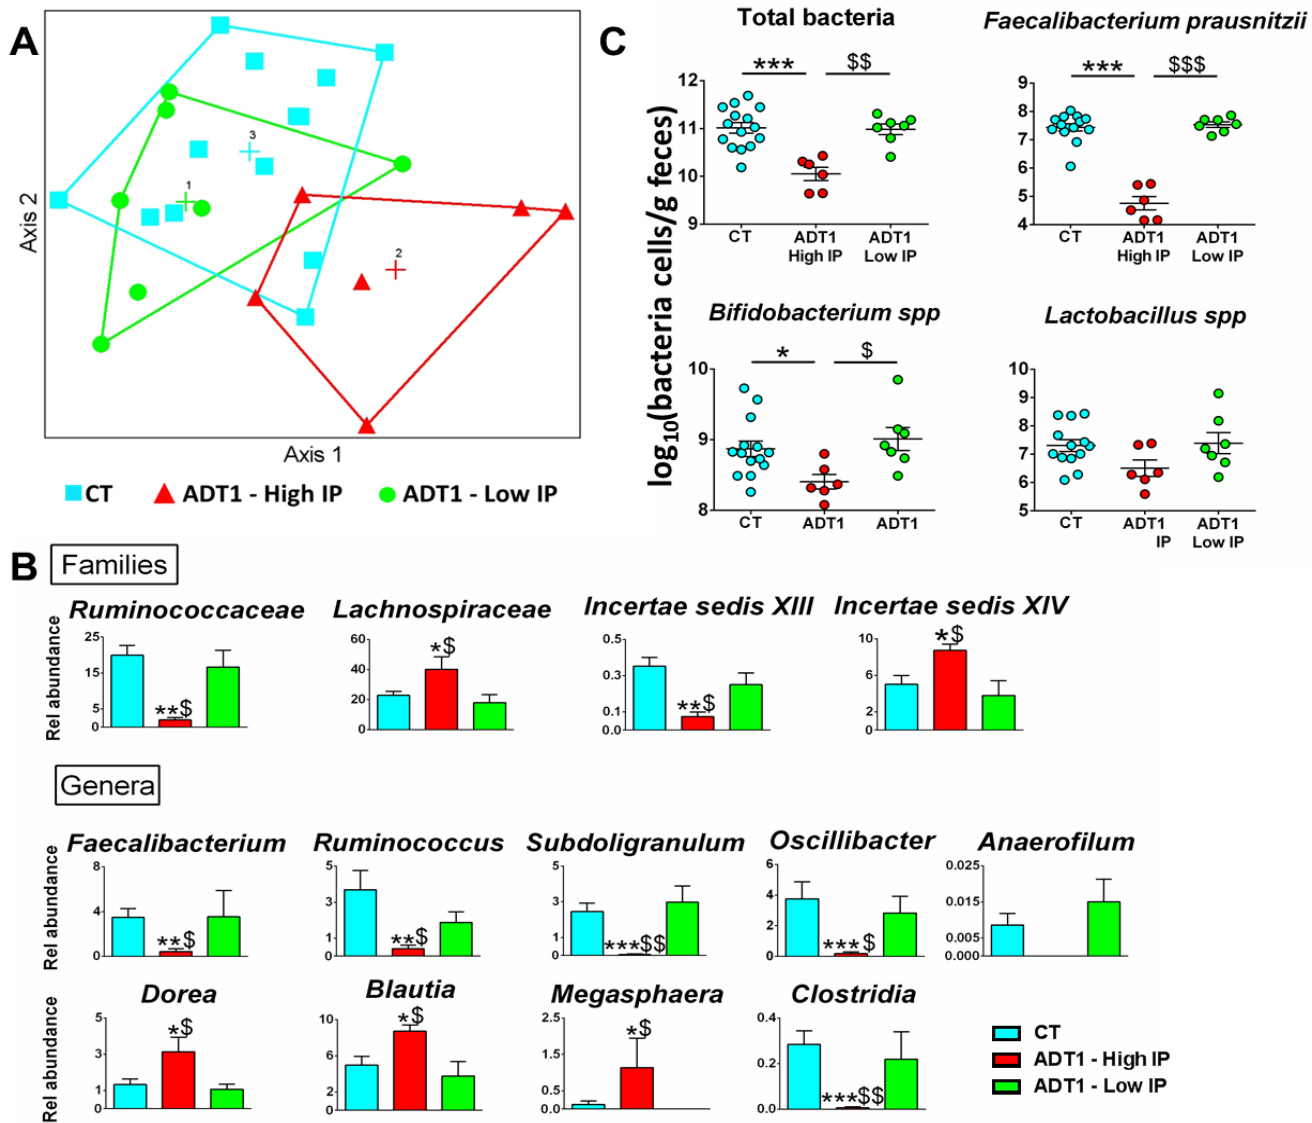 A
3
1
2
Axis 2
Axis 1
CT ADT1 - High IP ADT1 - Low IP
C
log10(bacteria cells/g feces)
Total bacteria
*** $$
12
11
10
9
CT ADT1 ADT1
High IP Low IP
Faecalibacterium prausnitzii
*** $$$
9
8
7
6
5
4
CT ADT1 ADT1
High IP Low IP
Bifidobacterium spp
* $
10
9
8
CT ADT1 ADT1
Lactobacillus spp
10
9
8
7
6
5
CT ADT1 ADT1
IP Low IP
B
Families
Rel abundance
Ruminococcaceae
25
15
5
0
**$
Lachnospiraceae
60
40
20
0
*$
Incertae sedis XIII
0.5
0.3
0.1
0.0
**$
Incertae sedis XIV
10
6
2
0
*$
Genera
Rel abundance
Faecalibacterium
8
4
0
**$
Ruminococcus
5
3
1
0
**$
Subdoligranulum
5
3
1
0
***$$
Oscillibacter
6
4
2
0
***$
Anaerofilum
0.025
0.015
0.005
0.000
Rel abundance
Dorea
5
3
1
0
*$
Blautia
10
6
2
0
*$
Megasphaera
2.5
1.5
0.5
0.0
*$
Clostridia
0.4
0.2
0.0
***$$
CT
ADT1 - High IP
ADT1 - Low IP